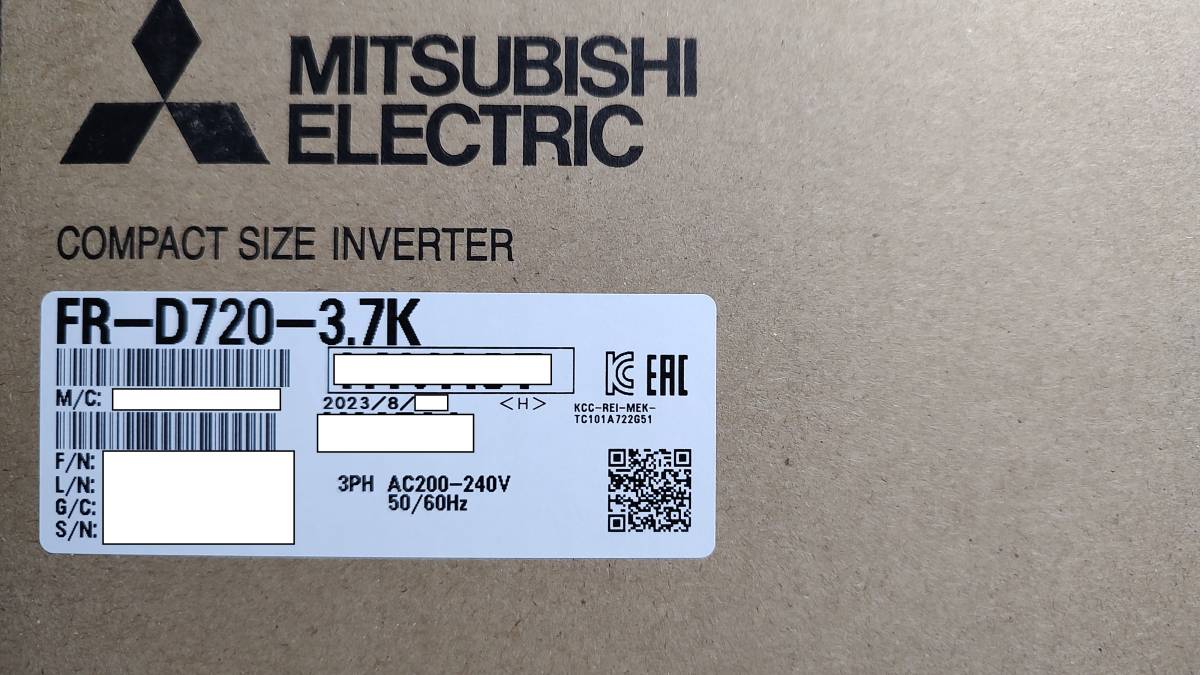 MITSUBISHI
ELECTRIC
COMPACT SIZE INVERTER
FR-D720-3.7K
M/C:
2023/8/
<H>
EAC
KCC-REI-MEK-
TC101A722G51
F/N:
L/N:
G/C:
S/N:
3PH AC200-240V
50/60Hz